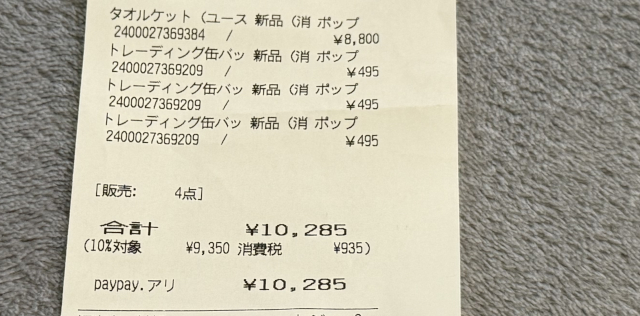 タオルケット (ユース 新品 (消 ポップ
2400027369384 / ¥8,800
トレーディング缶バッ 新品 (消 ポップ
2400027369209 / ¥495
トレーディング缶バッ 新品 (消 ポップ
2400027369209 / ¥495
トレーディング缶バッ 新品 (消 ポップ
2400027369209 / ¥495
[販売: 4点]
合計 ¥10,285
(10%対象 ¥9,350 消費税 ¥935)
paypay.アリ ¥10,285